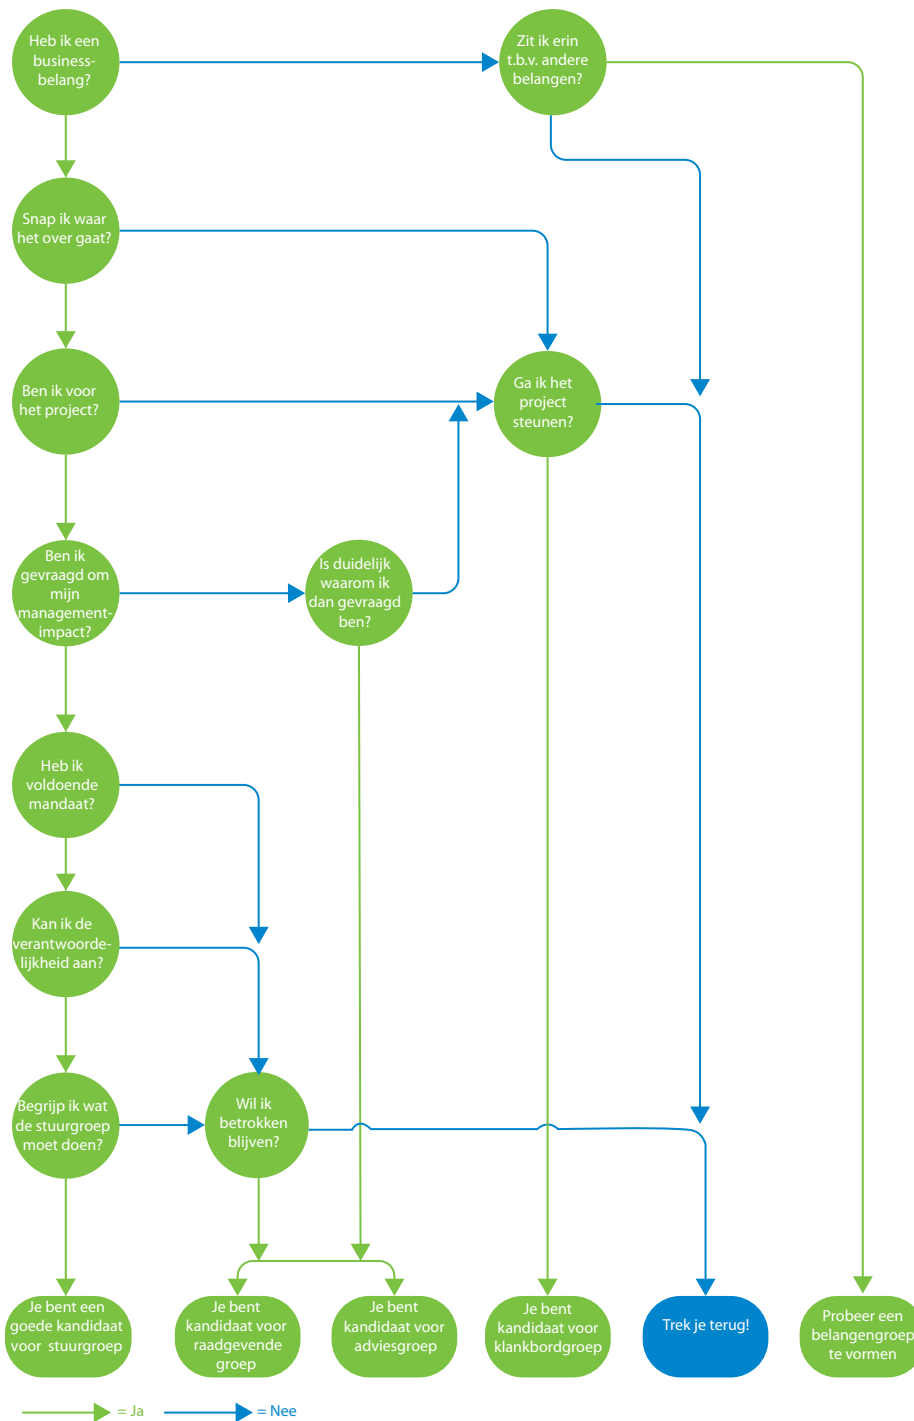 Heb ik een
business-
belang?
Zit ik erin
t.b.v. andere
belangen?
Snap ik waar
het over gaat?
Ben ik voor
het project?
Ga ik het
project
steunen?
Ben ik
gevraagd om
mijn
management-
impact?
Is duidelijk
waarom ik
dan gevraagd
ben?
Heb ik
voldoende
mandaat?
Kan ik de
verantwoorde-
lijkheid aan?
Begrijp ik wat
de stuurgroep
moet doen?
Wil ik
betrokken
blijven?
Je bent een
goede kandidaat
voor stuurgroep
Je bent
kandidaat voor
raadgevende
groep
Je bent
kandidaat voor
adviesgroep
Je bent
kandidaat voor
klankbordgroep
Trek je terug!
Probeer een
belangengroep
te vormen
= Ja
= Nee